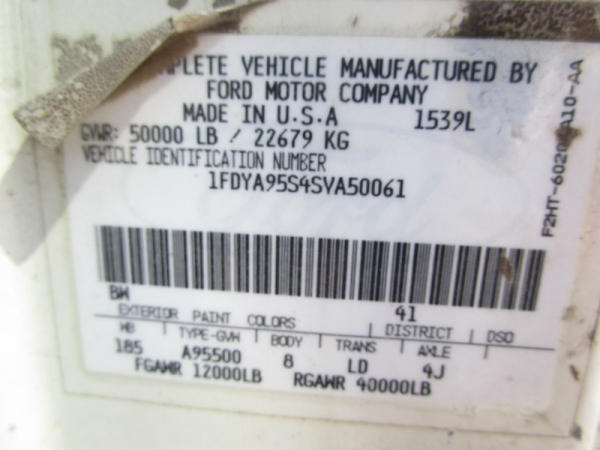 MPLETE VEHICLE MANUFACTURED BY
FORD MOTOR COMPANY
MADE IN U.S.A 1539L
GVWR: 50000 LB / 22679 KG
VEHICLE IDENTIFICATION NUMBER
1FDYA95S4SVA50061
BW 41
EXTERIOR PAINT COLORS DISTRICT DSO
WB TYPE-GVW BODY TRANS AXLE
185 A95500 8 LD 4J
FGAWR 12000LB RGAWR 40000LB
Ford